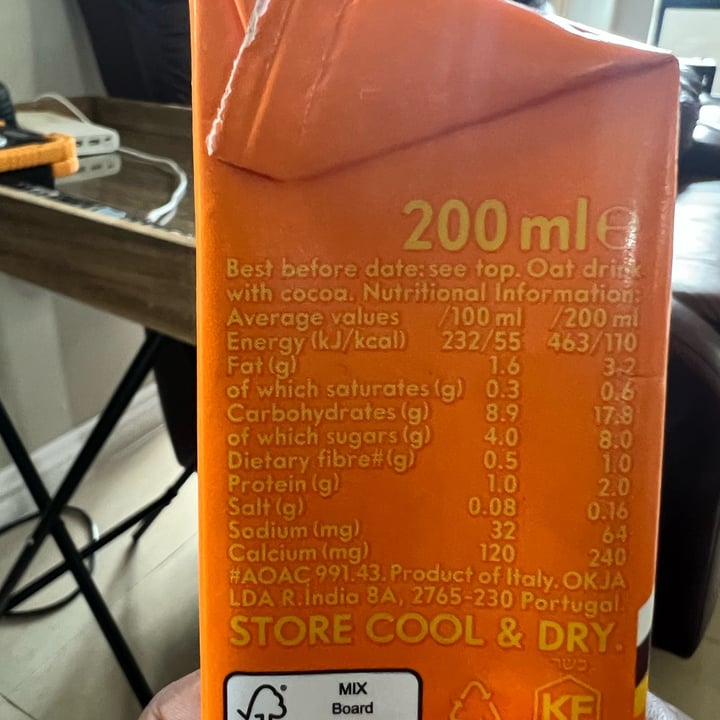 200 ml ℮
Best before date: see top. Oat drink
with cocoa. Nutritional Information:
Average values /100 ml /200 ml
Energy (kJ/kcal) 232/55 463/110
Fat (g) 1.6 3.2
of which saturates (g) 0.3 0.6
Carbohydrates (g) 8.9 17.8
of which sugars (g) 4.0 8.0
Dietary fibre# (g) 0.5 1.0
Protein (g) 1.0 2.0
Salt (g) 0.08 0.16
Sodium (mg) 32 64
Calcium (mg) 120 240
#AOAC 991.43. Product of Italy. OKJA
LDA R.India 8A, 2765-230 Portugal.
STORE COOL & DRY.
כשר
MIX
Board
KF